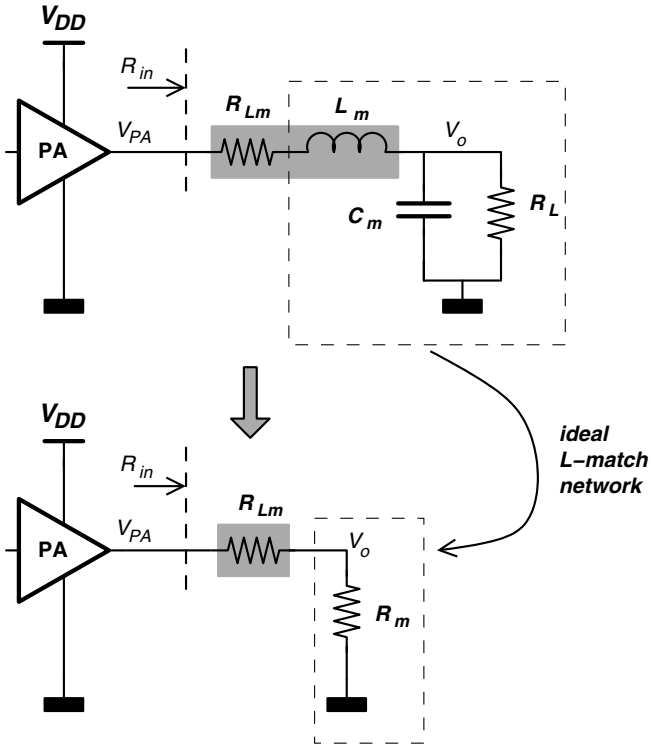 V_DD
R_in
R_Lm
L_m
V_PA
V_o
PA
C_m
R_L
V_DD
R_in
ideal
L–match
network
R_Lm
V_PA
V_o
PA
R_m